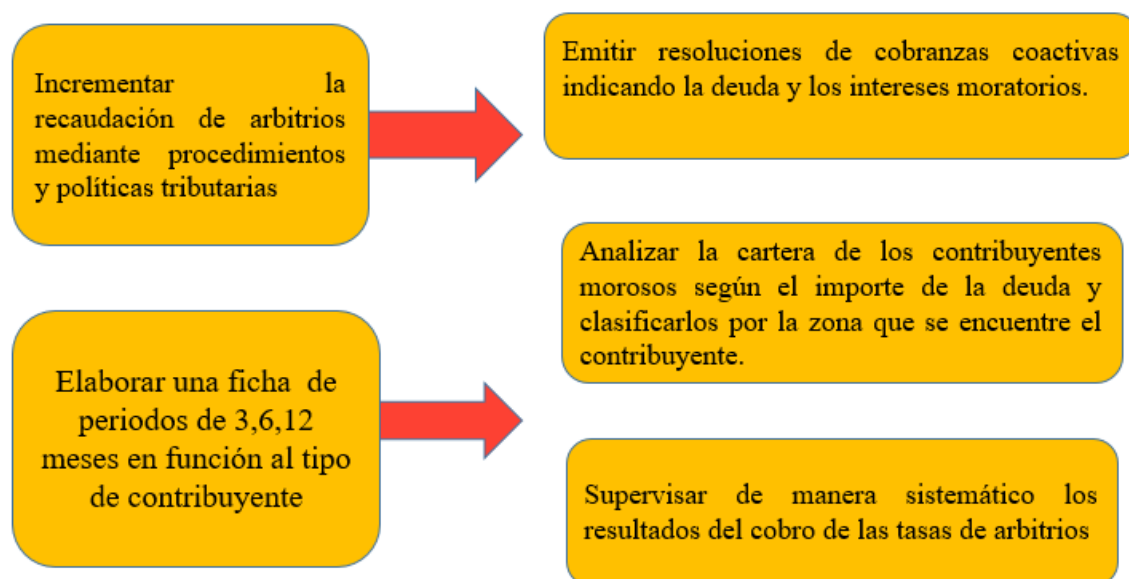 Incrementar la
recaudación de arbitrios
mediante procedimientos
y políticas tributarias
Emitir resoluciones de cobranzas coactivas
indicando la deuda y los intereses moratorios.
Analizar la cartera de los contribuyentes
morosos según el importe de la deuda y
clasificarlos por la zona que se encuentre el
contribuyente.
Elaborar una ficha de
periodos de 3,6,12
meses en función al tipo
de contribuyente
Supervisar de manera sistemático los
resultados del cobro de las tasas de arbitrios